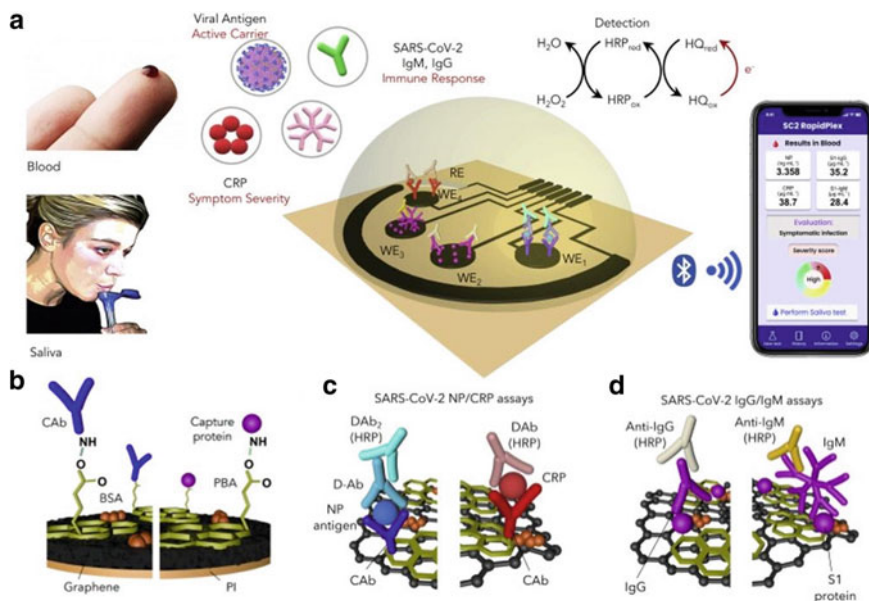 a
Viral Antigen
Active Carrier
SARS-CoV-2
IgM, IgG
Immune Response
CRP
Symptom Severity
Blood
Saliva
Detection
H2O
HRPred
HQred
H2O2
HRPox
HQox
e-
RE
WE4
WE3
WE2
WE1
SC2 RapidPlex
Results in Blood
NP
3.358
S1-IgG
35.2
CRP
38.7
S1-IgM
28.4
Evaluation:
Symptomatic Infection
Severity score
High
Perform Saliva test
b
CAb
NH
O
O
BSA
Graphene
Capture
protein
NH
O
O
PBA
PI
c
SARS-CoV-2 NP/CRP assays
DAb2
(HRP)
D-Ab
NP
antigen
CAb
DAb
(HRP)
CRP
CAb
d
SARS-CoV-2 IgG/IgM assays
Anti-IgG
(HRP)
IgG
Anti-IgM
(HRP)
IgM
S1
protein